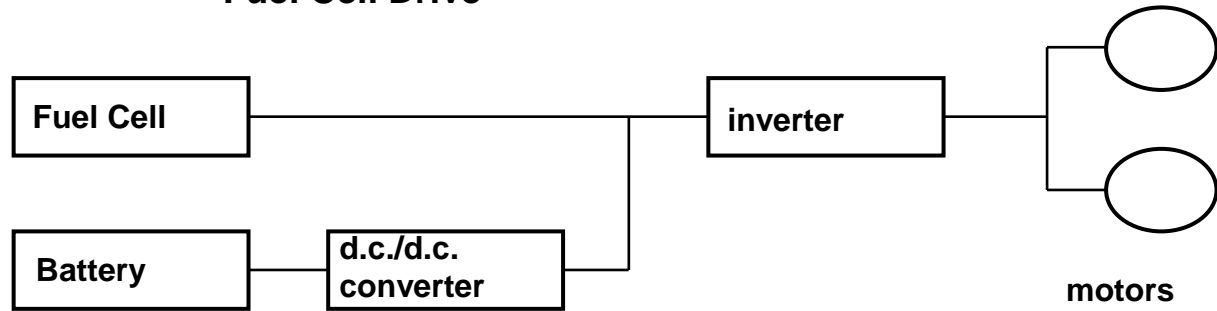 Fuel Cell Drive
Fuel Cell
inverter
Battery
d.c./d.c.
converter
motors